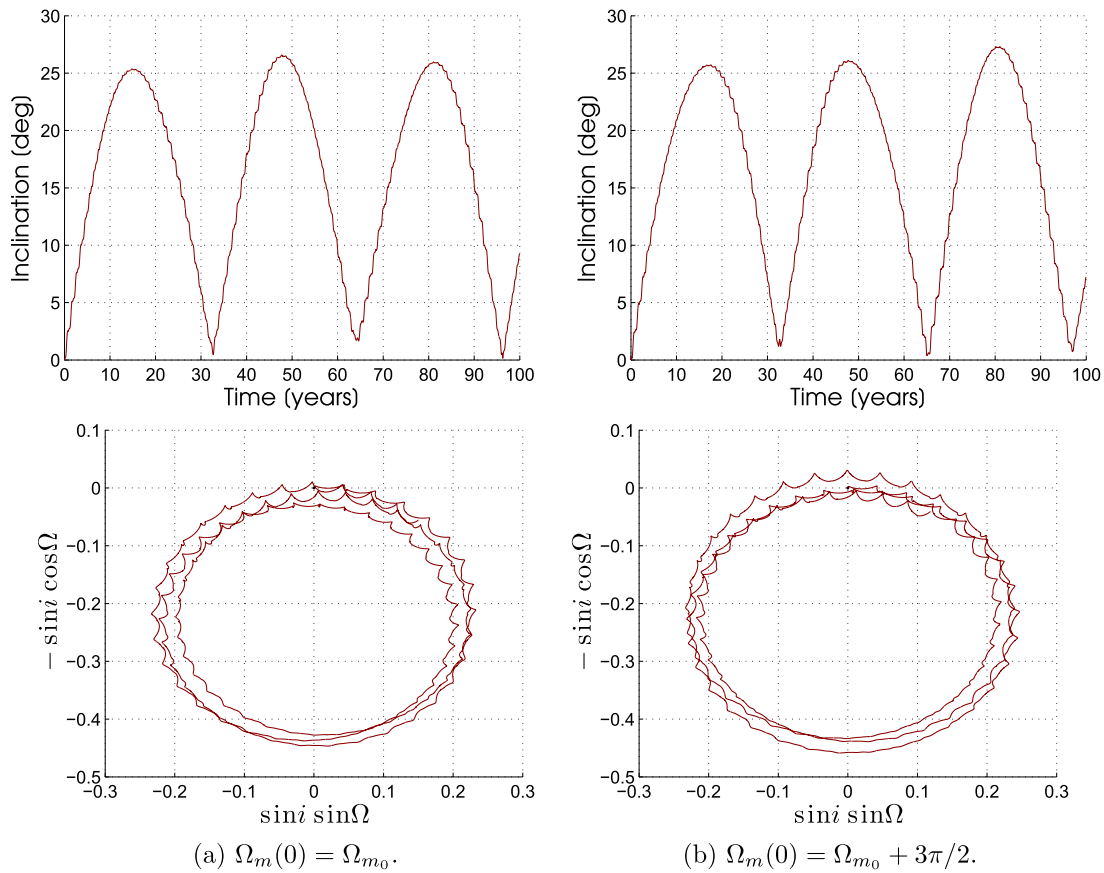 30
25
20
15
10
5
0
Inclination (deg)
0 10 20 30 40 50 60 70 80 90 100
Time (years)
30
25
20
15
10
5
0
Inclination (deg)
0 10 20 30 40 50 60 70 80 90 100
Time (years)
0.1
0
−0.1
−0.2
−0.3
−0.4
−0.5
− sin i cosΩ
−0.3 −0.2 −0.1 0 0.1 0.2 0.3
sin i sinΩ
(a) Ωₘ(0) = Ωₘ₀.
0.1
0
−0.1
−0.2
−0.3
−0.4
−0.5
− sin i cosΩ
−0.3 −0.2 −0.1 0 0.1 0.2 0.3
sin i sinΩ
(b) Ωₘ(0) = Ωₘ₀ + 3π/2.